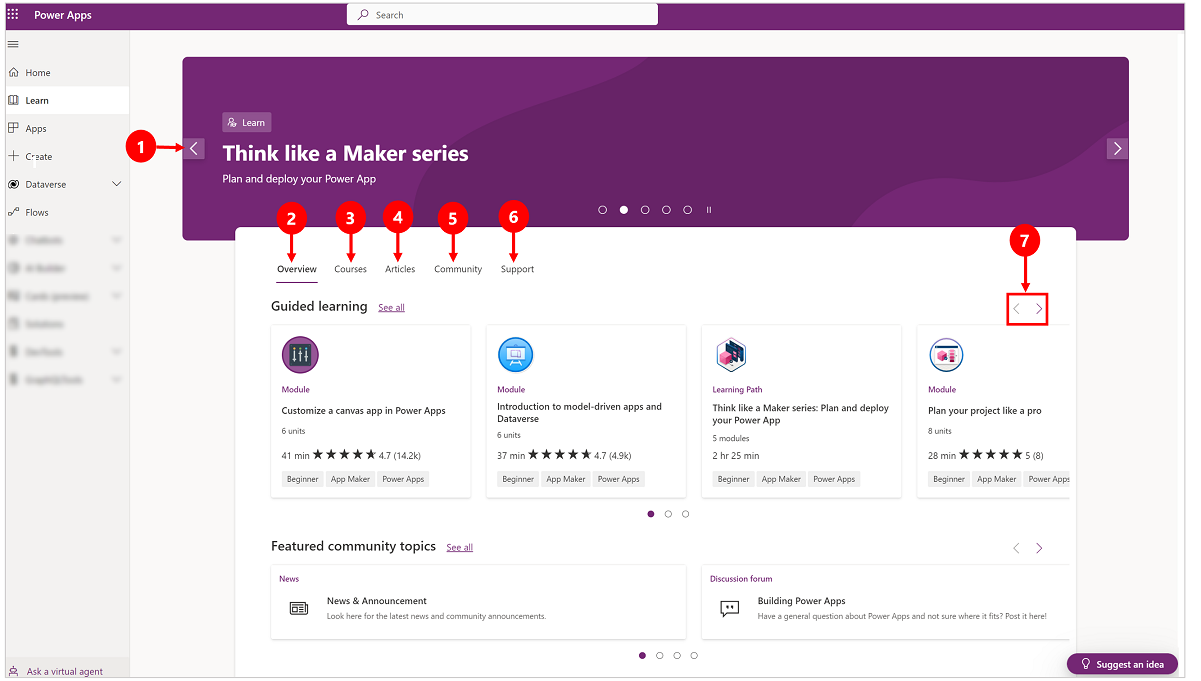 Power Apps
Search
Home
Learn
Apps
Create
Dataverse
Flows
Ask a virtual agent
1
Learn
Think like a Maker series
Plan and deploy your Power App
2 3 4 5 6 7
Overview Courses Articles Community Support
Guided learning See all
Module
Customize a canvas app in Power Apps
6 units
41 min 4.7 (14.2k)
Beginner App Maker Power Apps
Module
Introduction to model-driven apps and
Dataverse
6 units
37 min 4.7 (4.9k)
Beginner App Maker Power Apps
Learning Path
Think like a Maker series: Plan and deploy
your Power App
5 modules
2 hr 25 min
Beginner App Maker Power Apps
Module
Plan your project like a pro
8 units
28 min 5 (8)
Beginner App Maker Power Apps
Featured community topics See all
News
News & Announcement
Look here for the latest news and community announcements.
Discussion forum
Building Power Apps
Have a general question about Power Apps and not sure where it fits? Post it here!
Suggest an idea